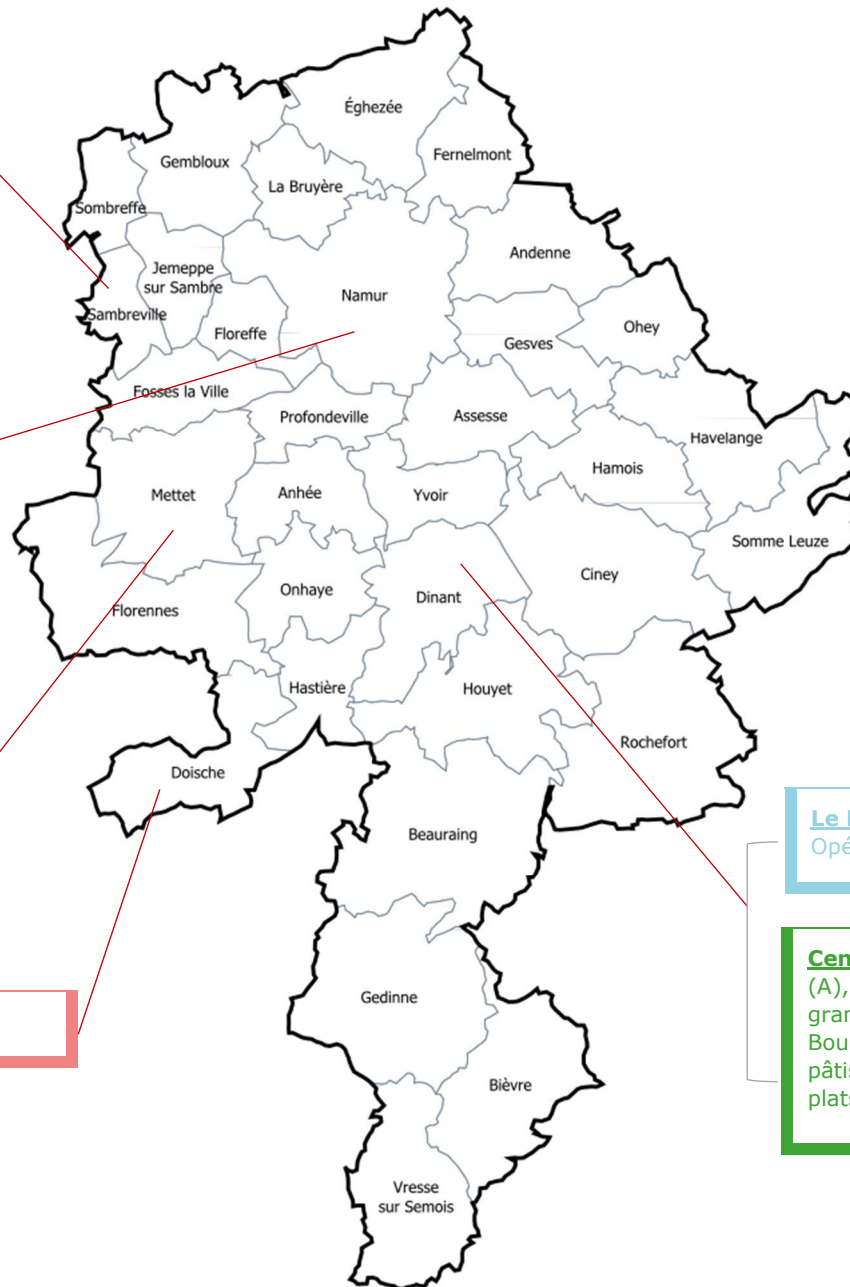 Éghezée
Gembloux
Fernelmont
La Bruyère
Sombreffe
Andenne
Jemeppe
sur Sambre
Namur
Sambreville
Floreffe
Gesves
Ohey
Fosses la Ville
Profondeville
Assesse
Havelange
Hamois
Mettet
Anhée
Yvoir
Somme Leuze
Ciney
Onhaye
Dinant
Florennes
Hastière
Houyet
Rochefort
Doische
Beauraing
Le
Opé
Cen
(A),
gran
Bou
pâtis
plats
Gedinne
Bièvre
Vresse
sur Semois